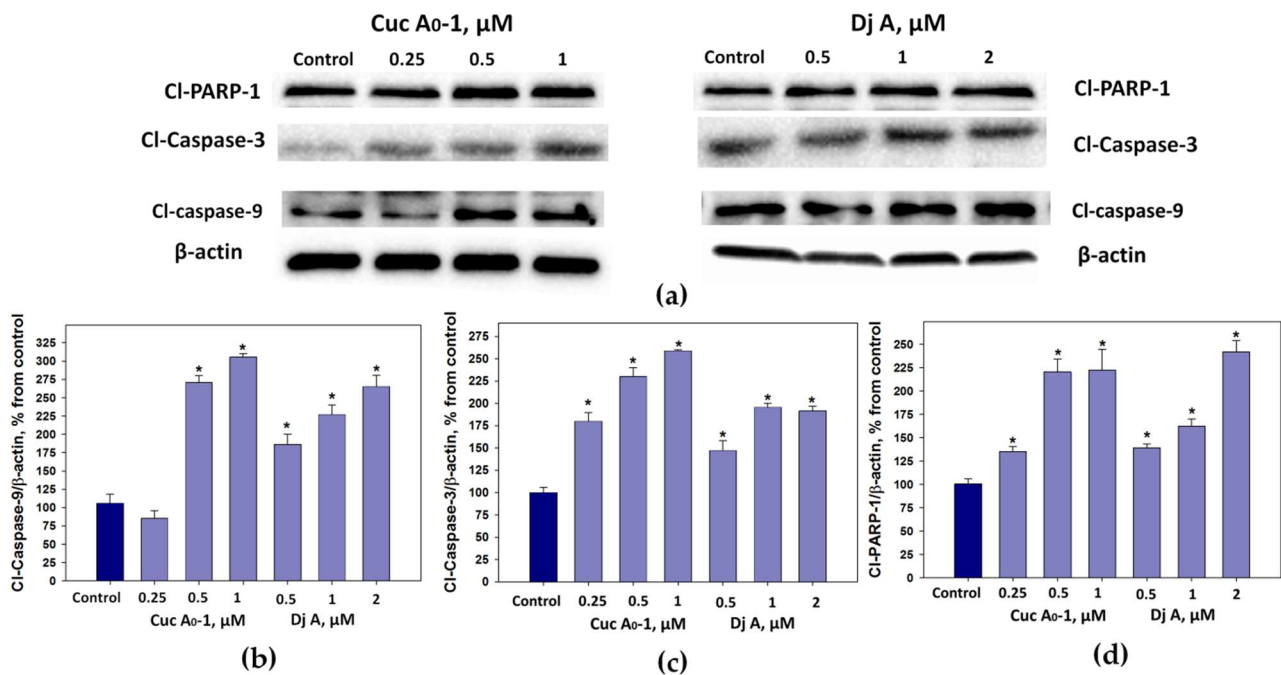 Cuc A₀-1, μM Dj A, μM
Control 0.25 0.5 1 Control 0.5 1 2
Cl-PARP-1 Cl-PARP-1
Cl-Caspase-3 Cl-Caspase-3
Cl-caspase-9 Cl-caspase-9
β-actin β-actin
(a)
Cl-Caspase-9/β-actin, % from control
325
300
275
250
225
200
175
150
125
100
75
50
25
0
* * * * *
Control 0.25 0.5 1 0.5 1 2
Cuc A₀-1, μM Dj A, μM
(b)
Cl-Caspase-3/β-actin, % from control
275
250
225
200
175
150
125
100
75
50
25
0
* * * * * *
Control 0.25 0.5 1 0.5 1 2
Cuc A₀-1, μM Dj A, μM
(c)
Cl-PARP-1/β-actin, % from control
250
225
200
175
150
125
100
75
50
25
0
* * * * * *
Control 0.25 0.5 1 0.5 1 2
Cuc A₀-1, μM Dj A, μM
(d)